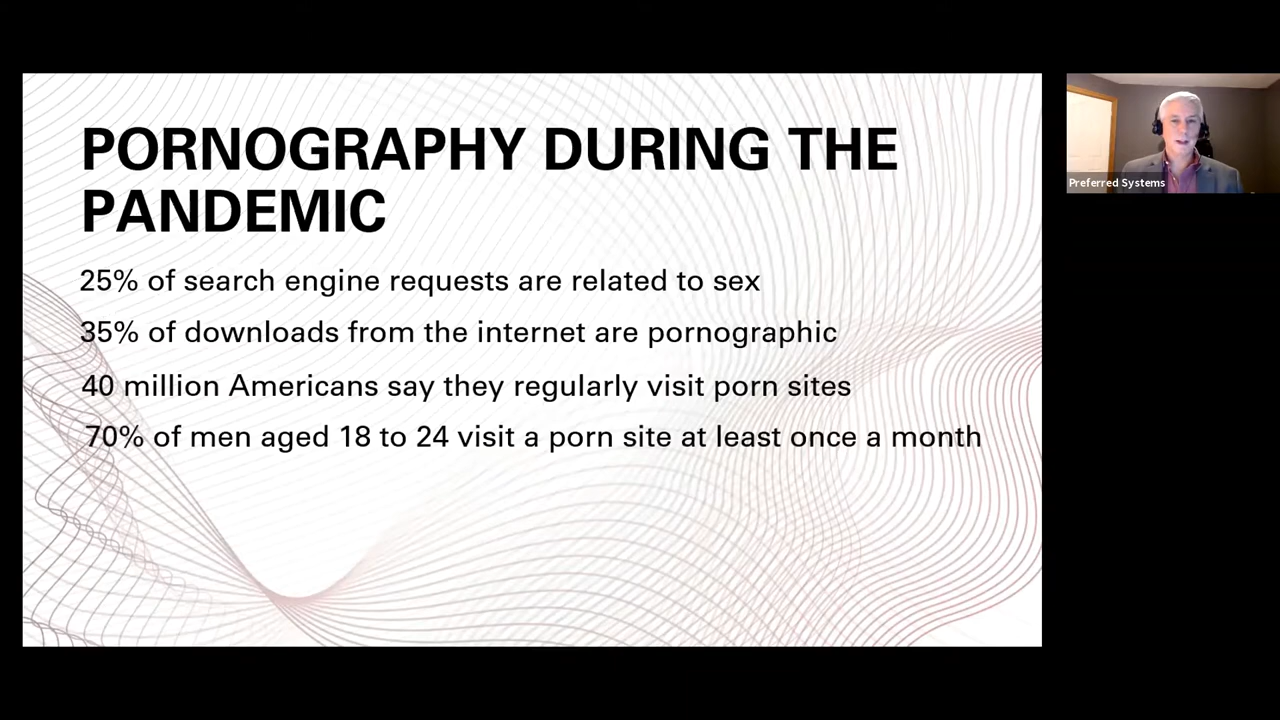 PORNOGRAPHY DURING THE
PANDEMIC
25% of search engine requests are related to sex
35% of downloads from the internet are pornographic
40 million Americans say they regularly visit porn sites
70% of men aged 18 to 24 visit a porn site at least once a month
Preferred Systems